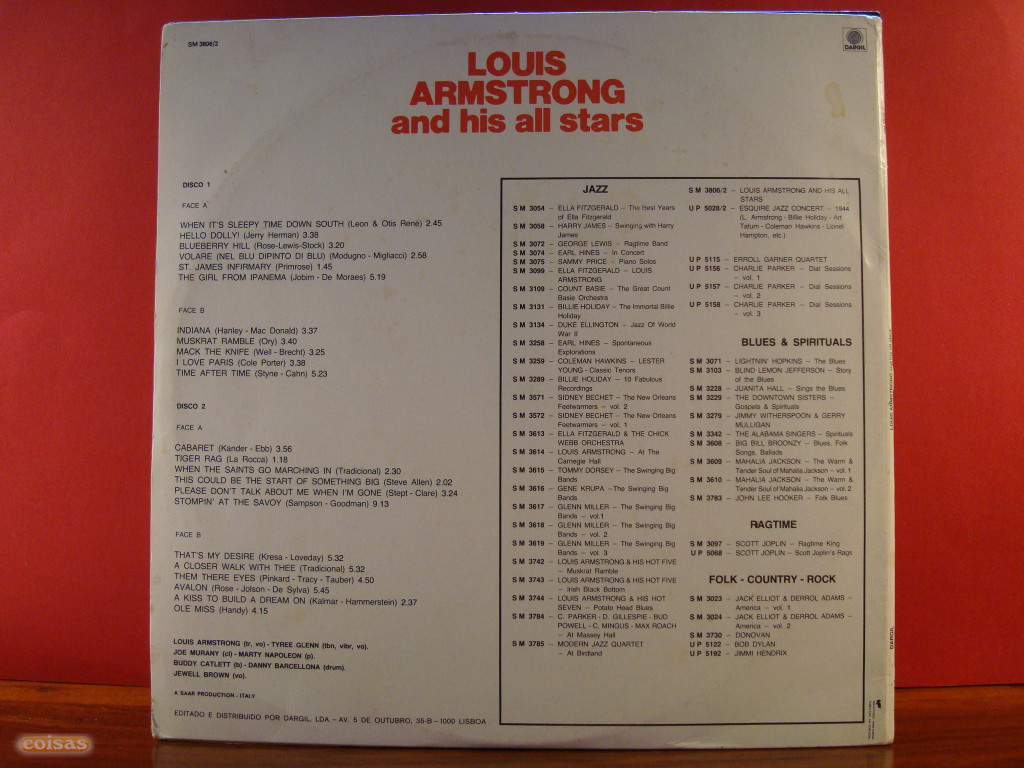 SM 3806/2
DARGIL
LOUIS
ARMSTRONG
and his all stars
DISCO 1
FACE A
WHEN IT'S SLEEPY TIME DOWN SOUTH (Leon & Otis René) 2.45
HELLO DOLLY! (Jerry Herman) 3.38
BLUEBERRY HILL (Rose-Lewis-Stock) 3.20
VOLARE (NEL BLU DIPINTO DI BLU) (Modugno - Migliacci) 2.58
ST. JAMES INFIRMARY (Primrose) 1.45
THE GIRL FROM IPANEMA (Jobim - De Moraes) 5.19
FACE B
INDIANA (Hanley - Mac Donald) 3.37
MUSKRAT RAMBLE (Ory) 3.40
MACK THE KNIFE (Weil - Brecht) 3.25
I LOVE PARIS (Cole Porter) 3.38
TIME AFTER TIME (Styne - Cahn) 5.23
DISCO 2
FACE A
CABARET (Kander - Ebb) 3.56
TIGER RAG (La Rocca) 1.18
WHEN THE SAINTS GO MARCHING IN (Tradicional) 2.30
THIS COULD BE THE START OF SOMETHING BIG (Steve Allen) 2.02
PLEASE DON'T TALK ABOUT ME WHEN I'M GONE (Stept - Clare) 3.24
STOMPIN' AT THE SAVOY (Sampson - Goodman) 9.13
FACE B
THAT'S MY DESIRE (Kresa - Loveday) 5.32
A CLOSER WALK WITH THEE (Tradicional) 5.32
THEM THERE EYES (Pinkard - Tracy - Tauber) 4.50
AVALON (Rose - Jolson - De Sylva) 5.45
A KISS TO BUILD A DREAM ON (Kalmar - Hammerstein) 2.37
OLE MISS (Handy) 4.15
LOUIS ARMSTRONG (tr, vo) - TYREE GLENN (tbn, vibr, vo).
JOE MURANY (cl) - MARTY NAPOLEON (p).
BUDDY CATLETT (b) - DANNY BARCELLONA (drum).
JEWELL BROWN (vo).
A SAAR PRODUCTION - ITALY
EDITADO E DISTRIBUIDO POR DARGIL, LDA. – AV. 5 DE OUTUBRO, 35-B – 1000 LISBOA
JAZZ
SM 3054 – ELLA FITZGERALD – The Best Years
of Ella Fitzgerald
SM 3058 – HARRY JAMES – Swinging with Harry
James
SM 3072 – GEORGE LEWIS – Ragtime Band
SM 3074 – EARL HINES – In Concert
SM 3075 – SAMMY PRICE – Piano Solos
SM 3099 – ELLA FITZGERALD – LOUIS
ARMSTRONG
SM 3109 – COUNT BASIE – The Great Count
Basie Orchestra
SM 3131 – BILLIE HOLIDAY – The Immortal Billie
Holiday
SM 3134 – DUKE ELLINGTON – Jazz Of World
War II
SM 3258 – EARL HINES – Spontaneous
Explorations
SM 3259 – COLEMAN HAWKINS – LESTER
YOUNG - Classic Tenors
SM 3289 – BILLIE HOLIDAY – 10 Fabulous
Recordings
SM 3571 – SIDNEY BECHET – The New Orleans
Feetwarmers – vol. 2
SM 3572 – SIDNEY BECHET – The New Orleans
Feetwarmers – vol. 1
SM 3613 – ELLA FITZGERALD & THE CHICK
WEBB ORCHESTRA
SM 3614 – LOUIS ARMSTRONG – At The
Carnegie Hall
SM 3615 – TOMMY DORSEY – The Swinging Big
Bands
SM 3616 – GENE KRUPA –The Swinging Big
Bands
SM 3617 – GLENN MILLER – The Swinging Big
Bands – vol.1
SM 3618 – GLENN MILLER – The Swinging Big
Bands – vol. 2
SM 3619 – GLENN MILLER – The Swinging Big
Bands – vol. 3
SM 3742 – LOUIS ARMSTRONG & HIS HOT FIVE
– Muskrat Ramble
SM 3743 – LOUIS ARMSTRONG & HIS HOT FIVE
– Irish Black Bottom
SM 3744 – LOUIS ARMSTRONG & HIS HOT
SEVEN – Potato Head Blues
SM 3784 – C. PARKER - D. GILLESPIE - BUD
POWELL - C. MINGUS - MAX ROACH
– At Massey Hall
SM 3785 – MODERN JAZZ QUARTET
– At Birdland
SM 3806/2 – LOUIS ARMSTRONG AND HIS ALL
STARS
UP 5028/2 – ESQUIRE JAZZ CONCERT – 1944
(L. Armstrong - Billie Holiday - Art
Tatum - Coleman Hawkins - Lionel
Hampton, etc.)
UP 5115 – ERROLL GARNER QUARTET
UP 5156 – CHARLIE PARKER – Dial Sessions
– vol. 1
UP 5157 – CHARLIE PARKER – Dial Sessions
– vol. 2
UP 5158 – CHARLIE PARKER – Dial Sessions
– vol. 3
BLUES & SPIRITUALS
SM 3071 – LIGHTNIN' HOPKINS – The Blues
SM 3103 – BLIND LEMON JEFFERSON – Story
of the Blues
SM 3228 – JUANITA HALL – Sings the Blues
SM 3229 – THE DOWNTOWN SISTERS –
Gospels & Spirituals
SM 3279 – JIMMY WITHERSPOON & GERRY
MULLIGAN
SM 3342 – THE ALABAMA SINGERS – Spirituals
SM 3608 – BIG BILL BROONZY – Blues, Folk
Songs, Ballads
SM 3609 – MAHALIA JACKSON – The Warm &
Tender Soul of Mahalia Jackson – vol. 1
SM 3610 – MAHALIA JACKSON – The Warm &
Tender Soul of Mahalia Jackson – vol. 2
SM 3783 – JOHN LEE HOOKER – Folk Blues
RAGTIME
SM 3097 – SCOTT JOPLIN – Ragtime King
UP 5068 – SCOTT JOPLIN – Scott Joplin's Rags
FOLK - COUNTRY - ROCK
SM 3023 – JACK ELLIOT & DERROL ADAMS –
America – vol. 1
SM 3024 – JACK ELLIOT & DERROL ADAMS –
America – vol. 2
SM 3730 – DONOVAN
UP 5122 – BOB DYLAN
UP 5192 – JIMMI HENDRIX
DARGIL
coisas